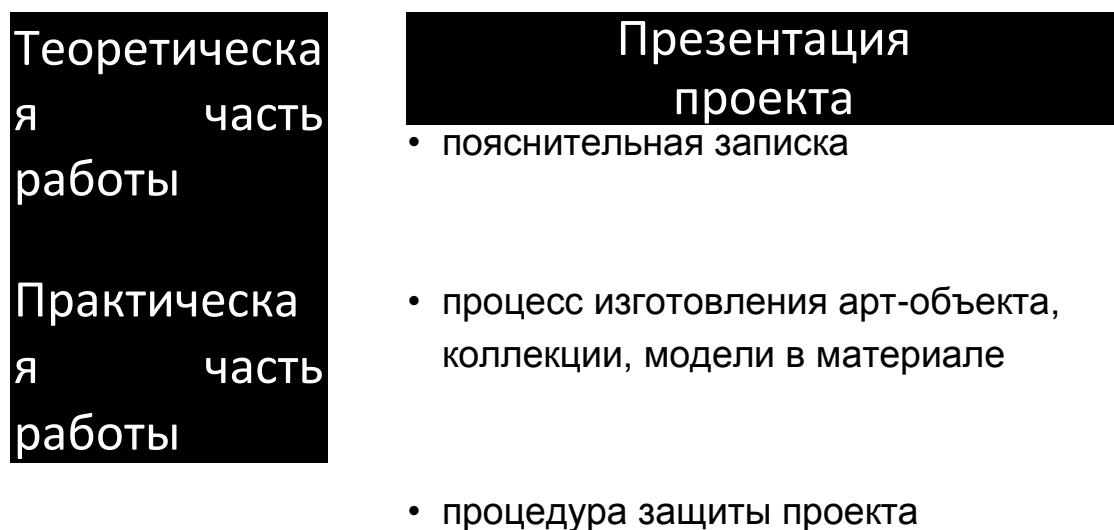 Теоретическа
я часть
работы
Практическа
я часть
работы
Презентация
проекта
• пояснительная записка
• процесс изготовления арт-объекта,
коллекции, модели в материале
• процедура защиты проекта